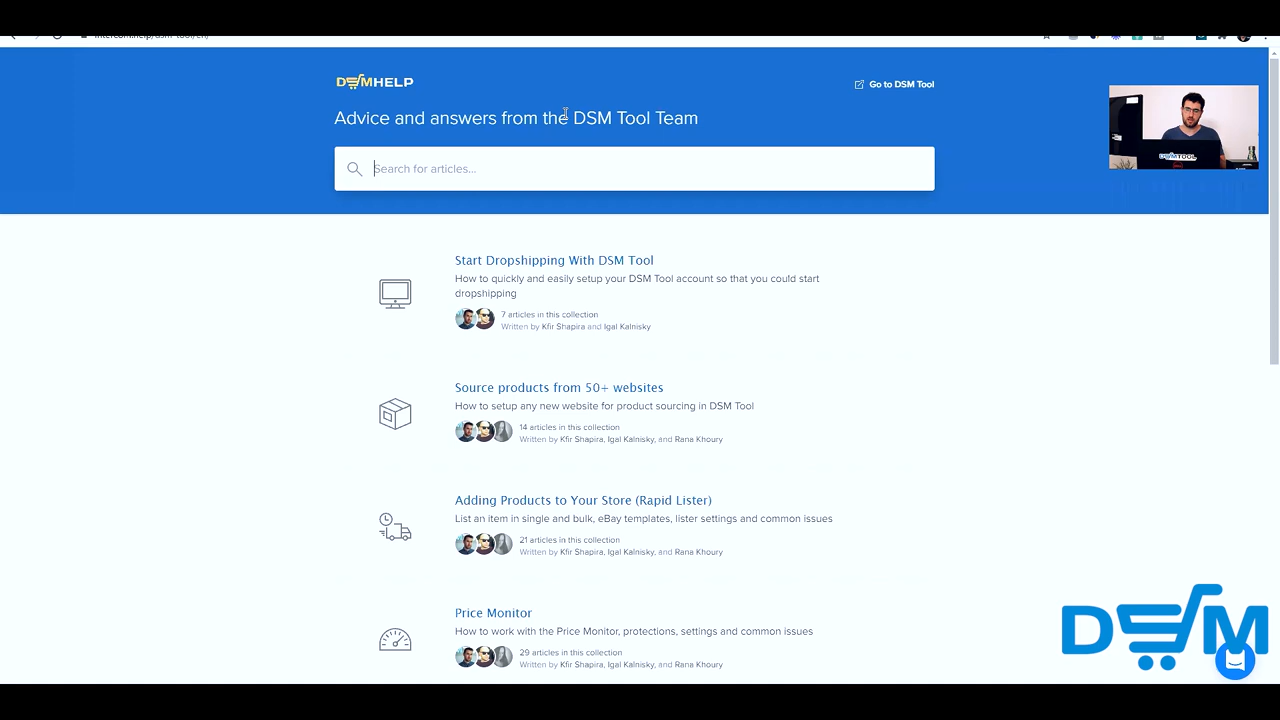 DSMHELP
Go to DSM Tool
Advice and answers from the DSM Tool Team
Search for articles...
DSMTOOL
Start Dropshipping With DSM Tool
How to quickly and easily setup your DSM Tool account so that you could start
dropshipping
7 articles in this collection
Written by Kfir Shapira and Igal Kalnisky
Source products from 50+ websites
How to setup any new website for product sourcing in DSM Tool
14 articles in this collection
Written by Kfir Shapira, Igal Kalnisky, and Rana Khoury
Adding Products to Your Store (Rapid Lister)
List an item in single and bulk, eBay templates, lister settings and common issues
21 articles in this collection
Written by Kfir Shapira, Igal Kalnisky, and Rana Khoury
Price Monitor
How to work with the Price Monitor, protections, settings and common issues
29 articles in this collection
Written by Kfir Shapira, Igal Kalnisky, and Rana Khoury
DSM